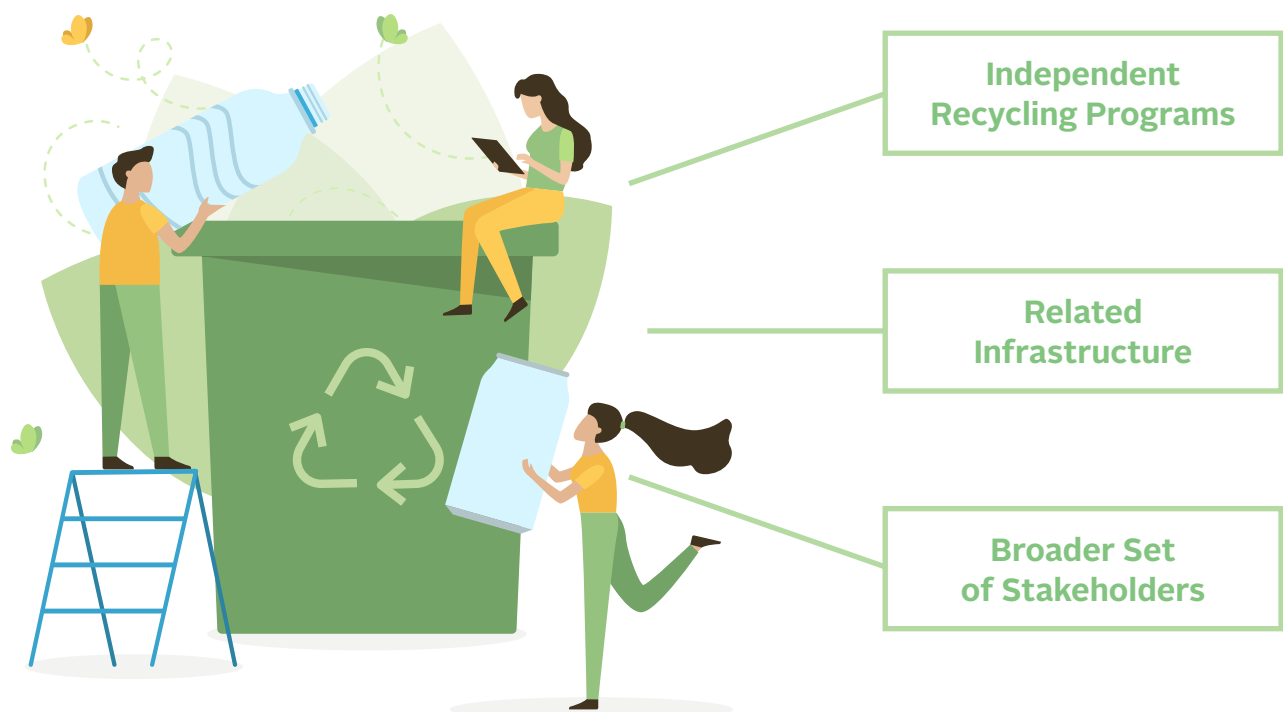 Independent
Recycling Programs
Related
Infrastructure
Broader Set
of Stakeholders